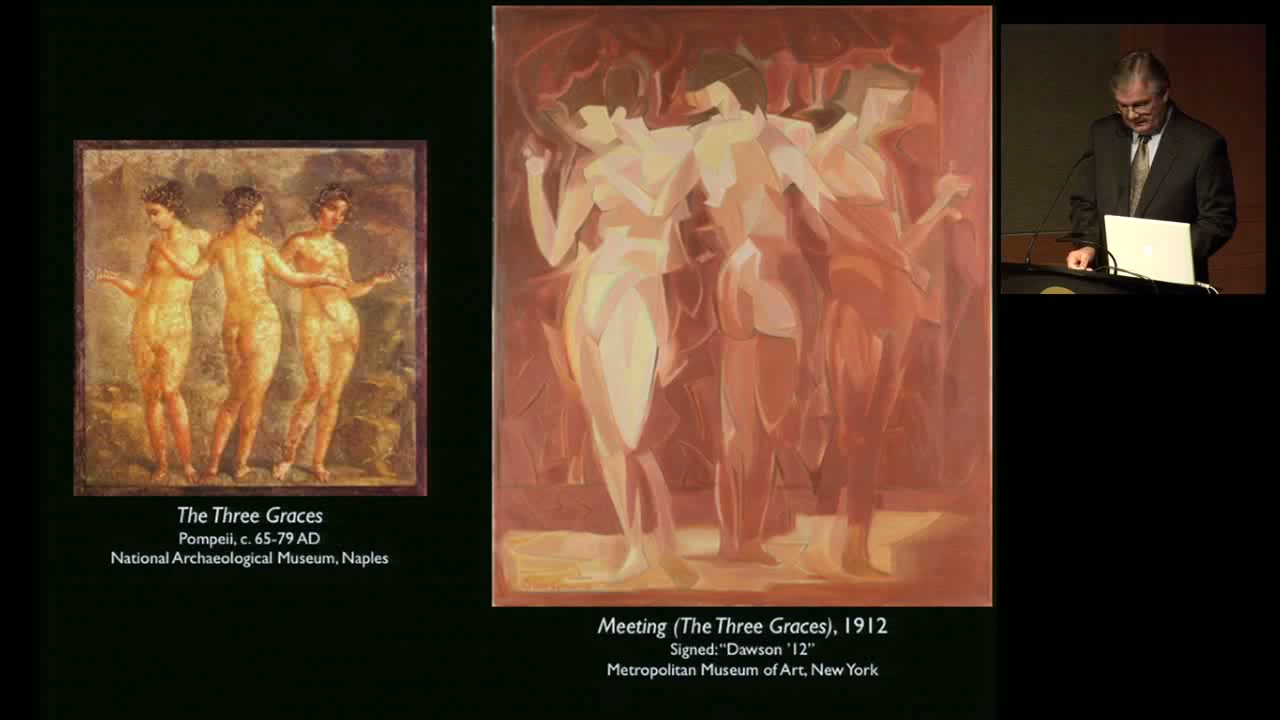 The Three Graces
Pompeii, c. 65-79 AD
National Archaeological Museum, Naples
Meeting (The Three Graces), 1912
Signed: “Dawson ’12”
Metropolitan Museum of Art, New York